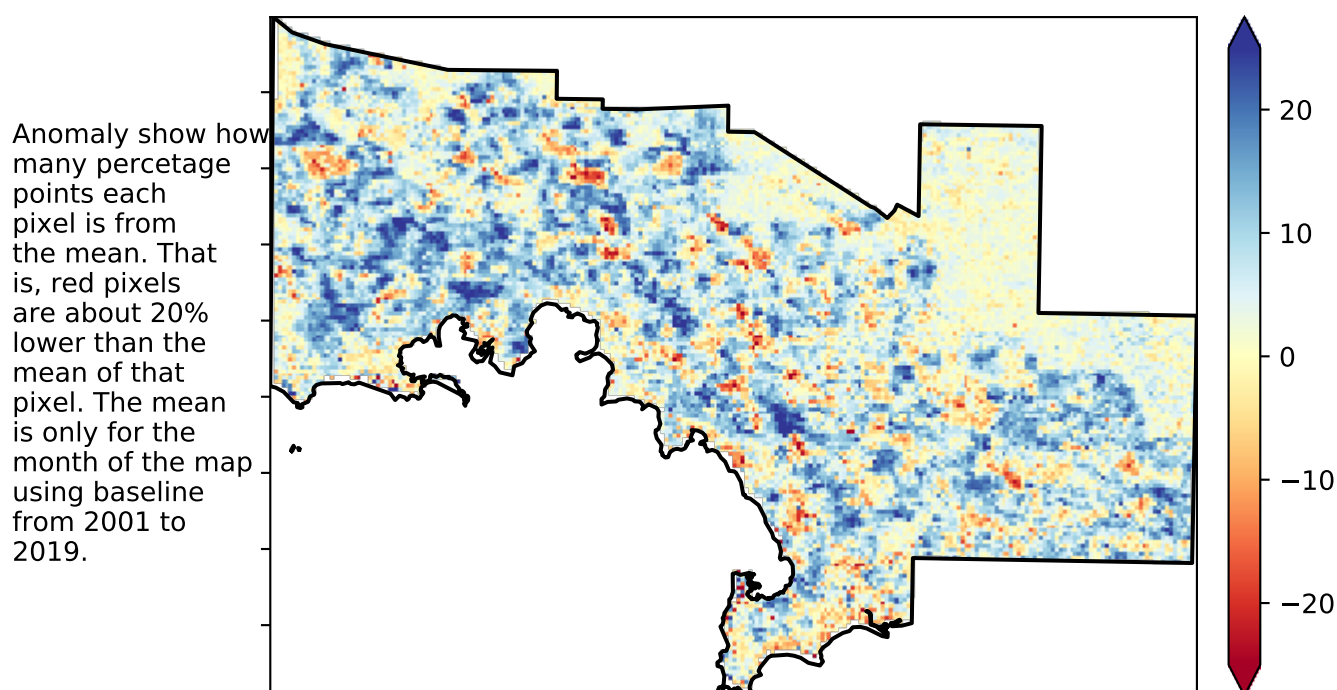 Anomaly show how
many percetage
points each
pixel is from
the mean. That
is, red pixels
are about 20%
lower than the
mean of that
pixel. The mean
is only for the
month of the map
using baseline
from 2001 to
2019.
20
10
0
−10
−20